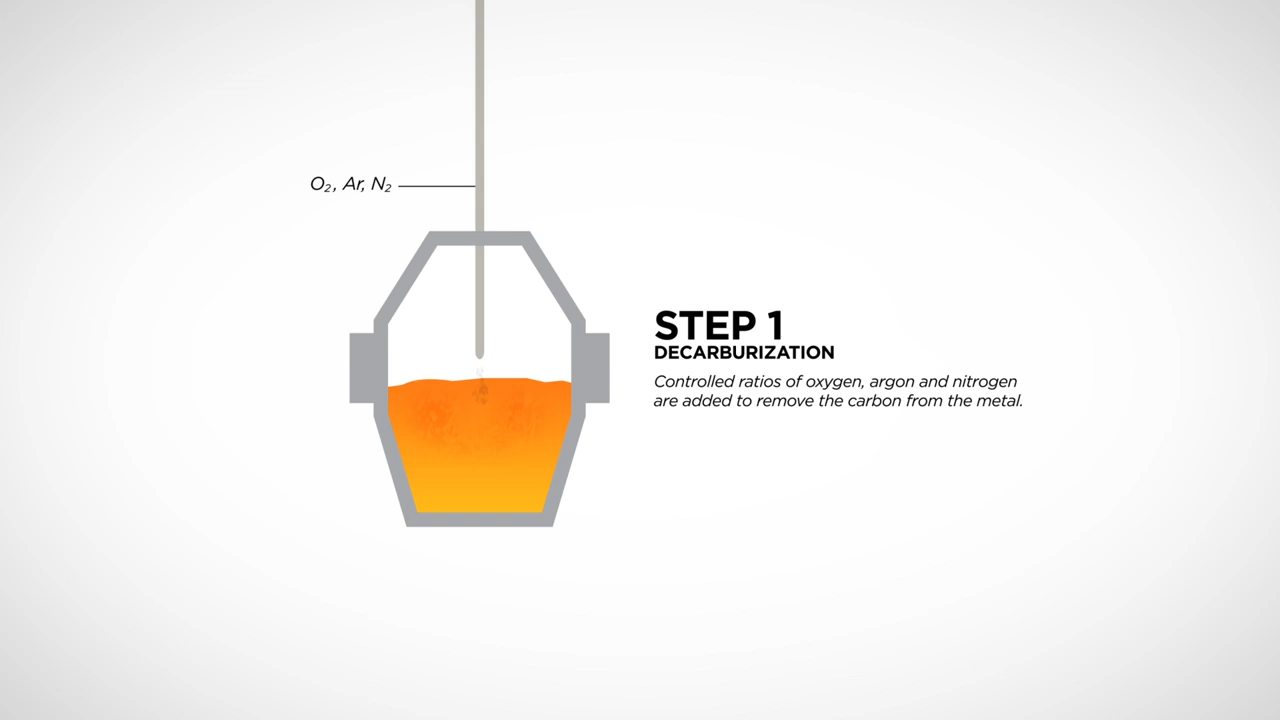 O₂, Ar, N₂
STEP 1
DECARBURIZATION
Controlled ratios of oxygen, argon and nitrogen
are added to remove the carbon from the metal.